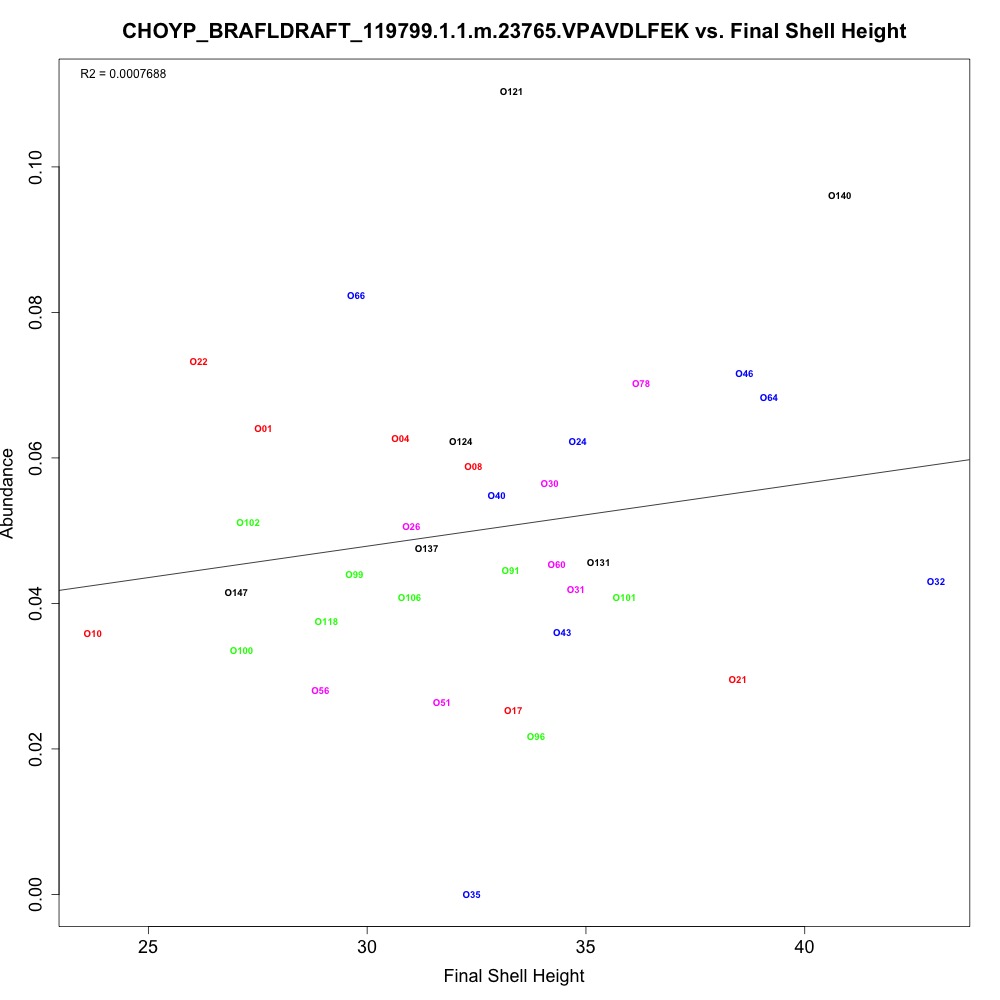 CHOYP_BRAFLDRAFT_119799.1.1.m.23765.VPAVDLFEK vs. Final Shell Height
R2 = 0.0007688
O121
O140
O66
O22
O46
O78
O64
O01
O04
O124
O24
O08
O30
O40
O102
O26
O137
O131
O60
O91
O99
O32
O31
O147
O106
O101
O118
O43
O10
O100
O21
O56
O51
O17
O96
O35
0.10
0.08
0.06
0.04
0.02
0.00
Abundance
25 30 35 40
Final Shell Height